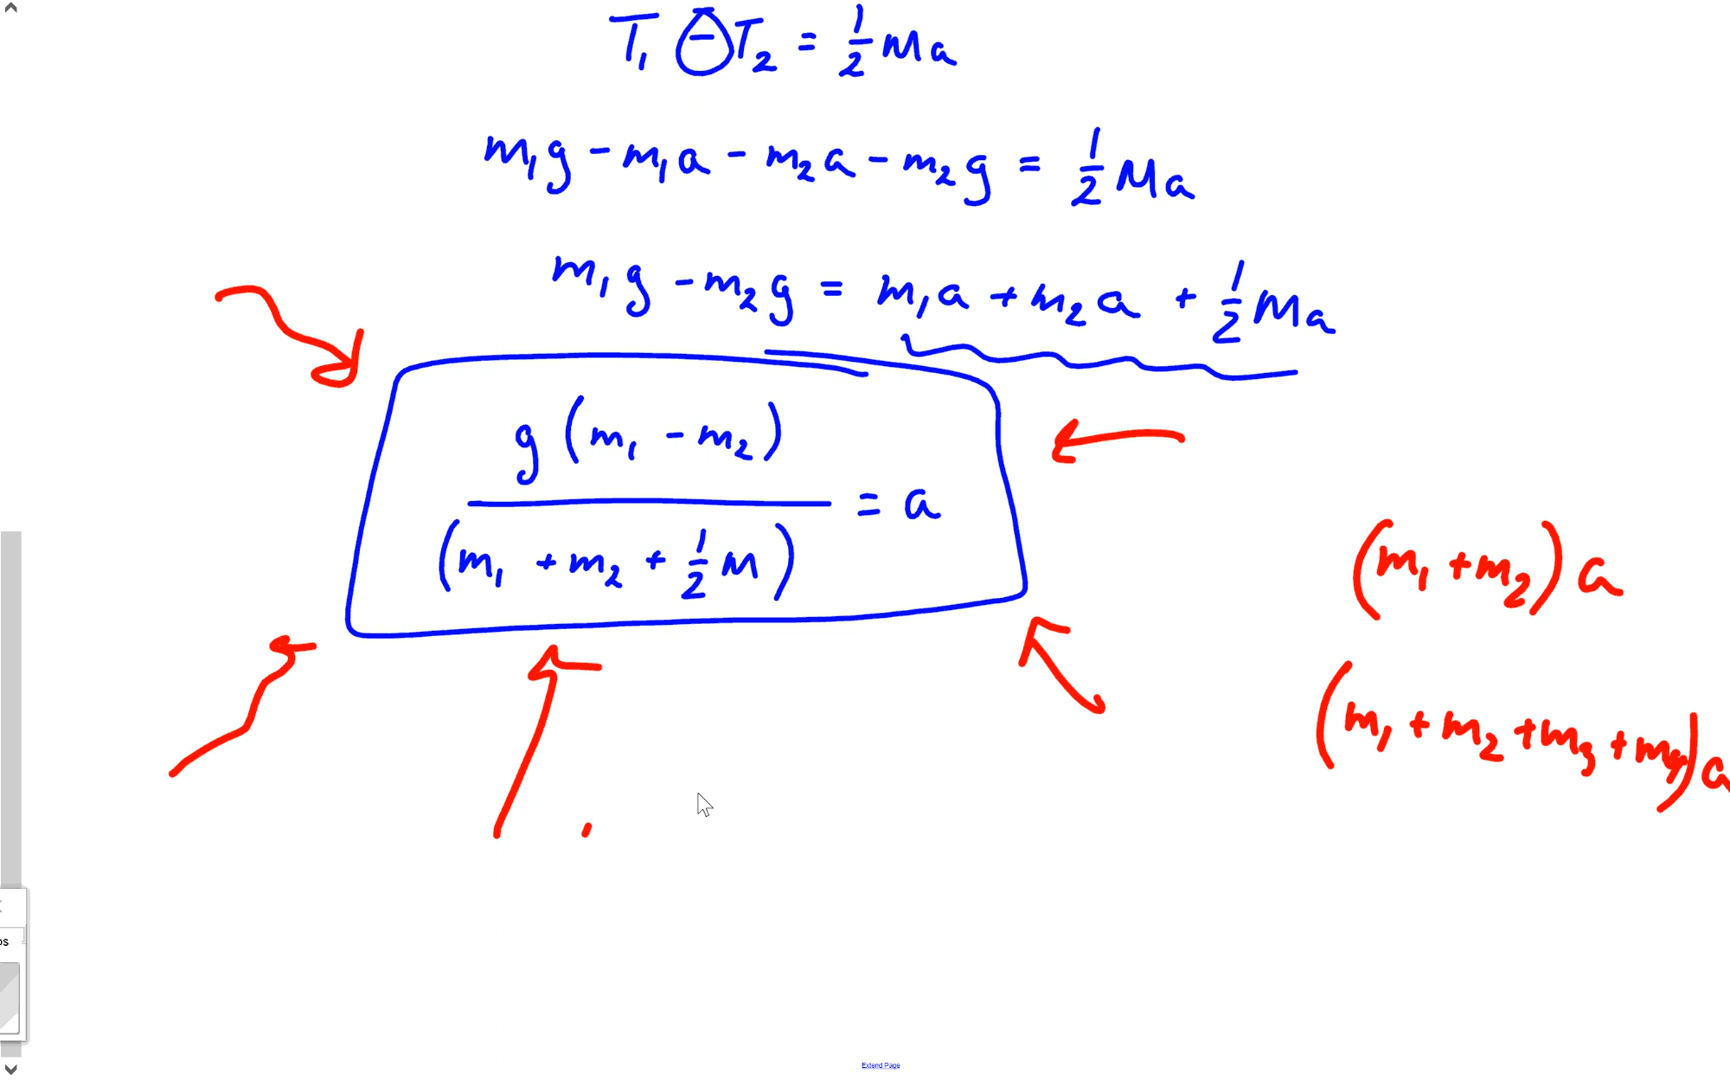 T₁ - T₂ = 1/2 Ma
m₁g - m₁a - m₂a - m₂g = 1/2 Ma
m₁g - m₂g = m₁a + m₂a + 1/2 Ma
g (m₁ - m₂)
(m₁ + m₂ + 1/2 M)
= a
(m₁ + m₂) a
(m₁ + m₂ + m₃ + m₄) a
Extend Page